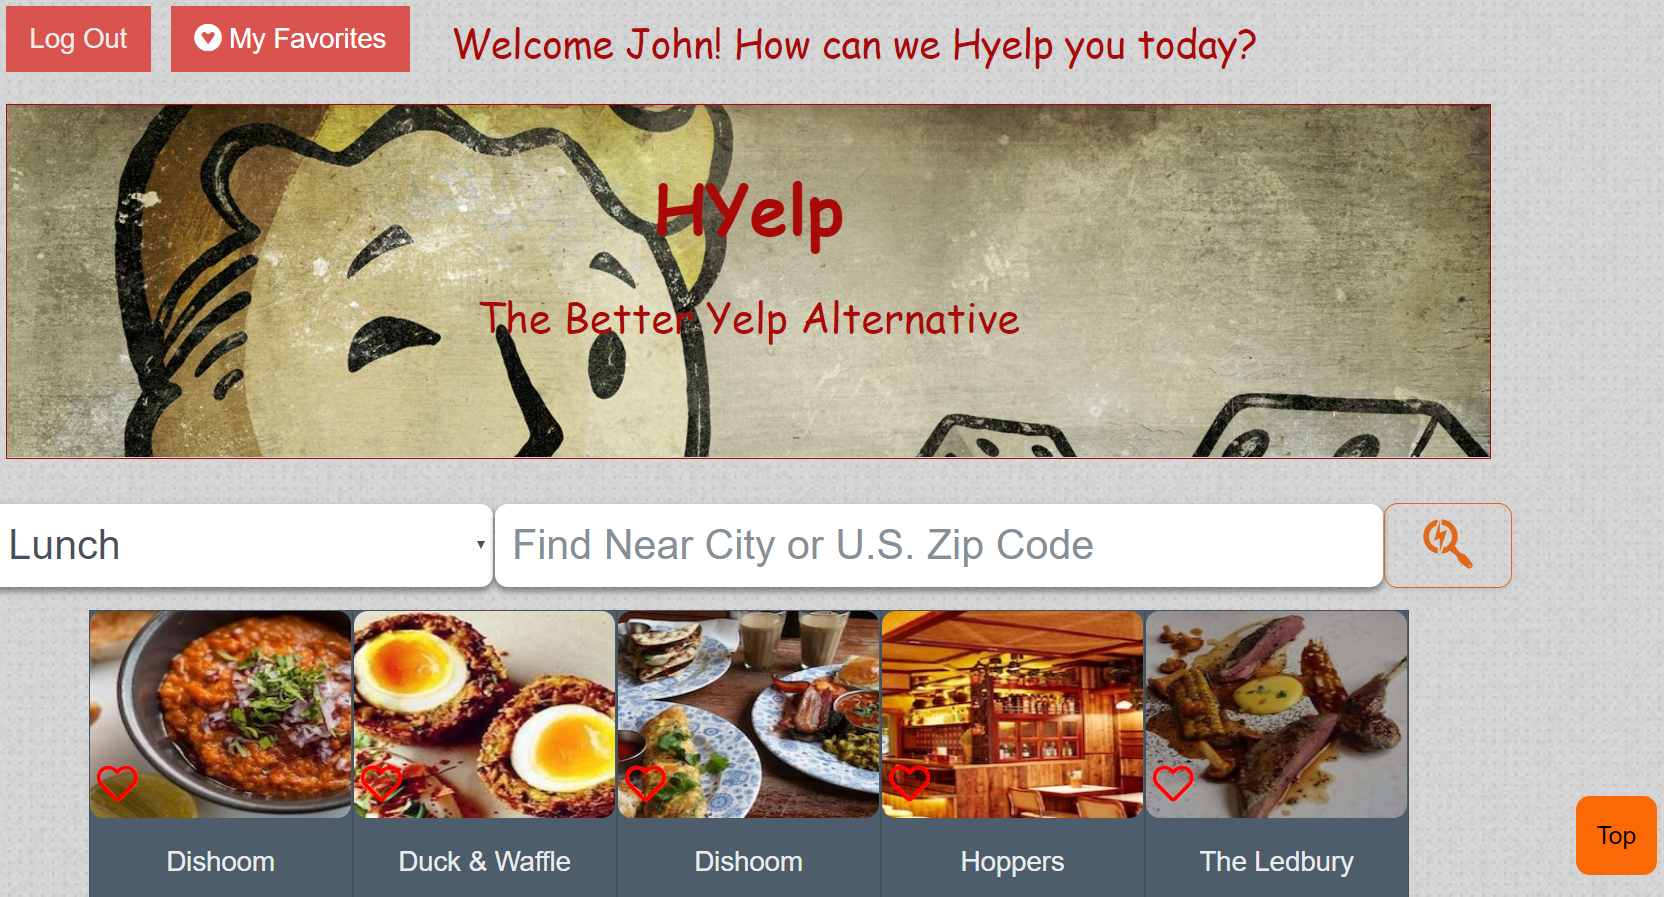 Log Out
My Favorites
Welcome John! How can we Hyelp you today?
HYelp
The Better Yelp Alternative
Lunch
Find Near City or U.S. Zip Code
Dishoom
Duck & Waffle
Dishoom
Hoppers
The Ledbury
Top